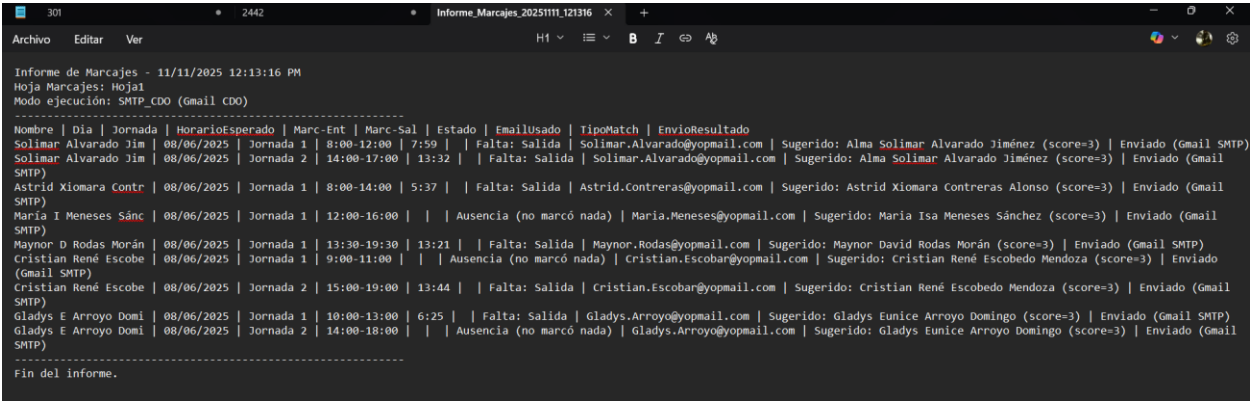 301
2442
Informe_Marcajes_20251111_121316
Archivo Editar Ver
H1 B I
Informe de Marcajes - 11/11/2025 12:13:16 PM
Hoja Marcajes: Hoja1
Modo ejecución: SMTP_CDO (Gmail CDO)
------------------------------------------------------------
Nombre | Dia | Jornada | HorarioEsperado | Marc-Ent | Marc-Sal | Estado | EmailUsado | TipoMatch | EnvioResultado
Solimar Alvarado Jim | 08/06/2025 | Jornada 1 | 8:00-12:00 | 7:59 | | Falta: Salida | Solimar.Alvarado@yopmail.com | Sugerido: Alma Solimar Alvarado Jiménez (score=3) | Enviado (Gmail SMTP)
Solimar Alvarado Jim | 08/06/2025 | Jornada 2 | 14:00-17:00 | 13:32 | | Falta: Salida | Solimar.Alvarado@yopmail.com | Sugerido: Alma Solimar Alvarado Jiménez (score=3) | Enviado (Gmail
SMTP)
Astrid Xiomara Contr | 08/06/2025 | Jornada 1 | 8:00-14:00 | 5:37 | | Falta: Salida | Astrid.Contreras@yopmail.com | Sugerido: Astrid Xiomara Contreras Alonso (score=3) | Enviado (Gmail
SMTP)
María I Meneses Sánc | 08/06/2025 | Jornada 1 | 12:00-16:00 | | | Ausencia (no marcó nada) | Maria.Meneses@yopmail.com | Sugerido: Maria Isa Meneses Sánchez (score=3) | Enviado (Gmail
SMTP)
Maynor D Rodas Morán | 08/06/2025 | Jornada 1 | 13:30-19:30 | 13:21 | | Falta: Salida | Maynor.Rodas@yopmail.com | Sugerido: Maynor David Rodas Morán (score=3) | Enviado (Gmail SMTP)
Cristian René Escobe | 08/06/2025 | Jornada 1 | 9:00-11:00 | | | Ausencia (no marcó nada) | Cristian.Escobar@yopmail.com | Sugerido: Cristian René Escobedo Mendoza (score=3) | Enviado
(Gmail SMTP)
Cristian René Escobe | 08/06/2025 | Jornada 2 | 15:00-19:00 | 13:44 | | Falta: Salida | Cristian.Escobar@yopmail.com | Sugerido: Cristian René Escobedo Mendoza (score=3) | Enviado (Gmail
SMTP)
Gladys E Arroyo Domi | 08/06/2025 | Jornada 1 | 10:00-13:00 | 6:25 | | Falta: Salida | Gladys.Arroyo@yopmail.com | Sugerido: Gladys Eunice Arroyo Domingo (score=3) | Enviado (Gmail SMTP)
Gladys E Arroyo Domi | 08/06/2025 | Jornada 2 | 14:00-18:00 | | | Ausencia (no marcó nada) | Gladys.Arroyo@yopmail.com | Sugerido: Gladys Eunice Arroyo Domingo (score=3) | Enviado (Gmail
SMTP)
------------------------------------------------------------
Fin del informe.